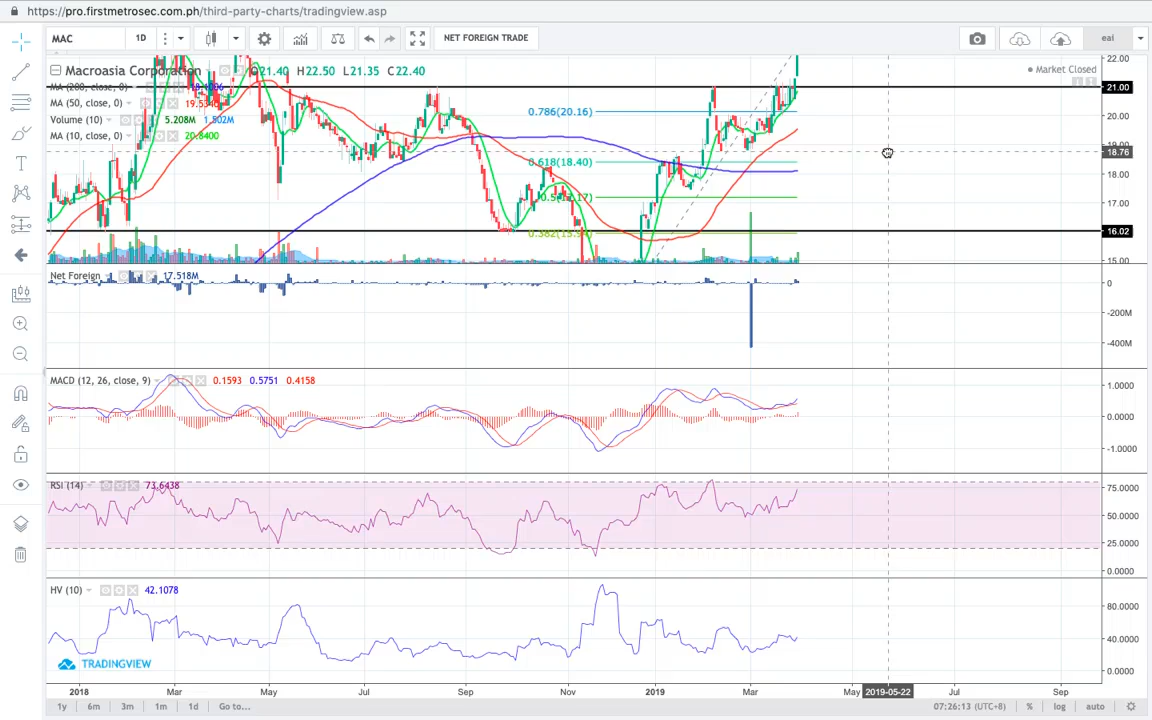 https://pro.firstmetrosec.com.ph/third-party-charts/tradingview.asp
MAC 1D NET FOREIGN TRADE eai
Macroasia Corporation O21.40 H22.50 L21.35 C22.40
MA (200, close, 0)
MA (50, close, 0)
Volume (10) 5.208M 1.502M
MA (10, close, 0) 20.8400
Market Closed
0.786(20.16)
0.618(18.40)
22.00
21.00
20.00
18.76
18.00
17.00
16.02
15.00
Net Foreign 17.518M
0
-200M
-400M
MACD (12, 26, close, 9) 0.1593 0.5751 0.4158
1.0000
0.0000
-1.0000
RSI (14) 73.6438
75.0000
50.0000
25.0000
0.0000
HV (10) 42.1078
80.0000
40.0000
0.0000
TRADINGVIEW
2018 Mar May Jul Sep Nov 2019 Mar May 2019-05-22 Jul Sep
1y 6m 3m 1m 1d Go to... 07:26:13 (UTC+8) % log auto